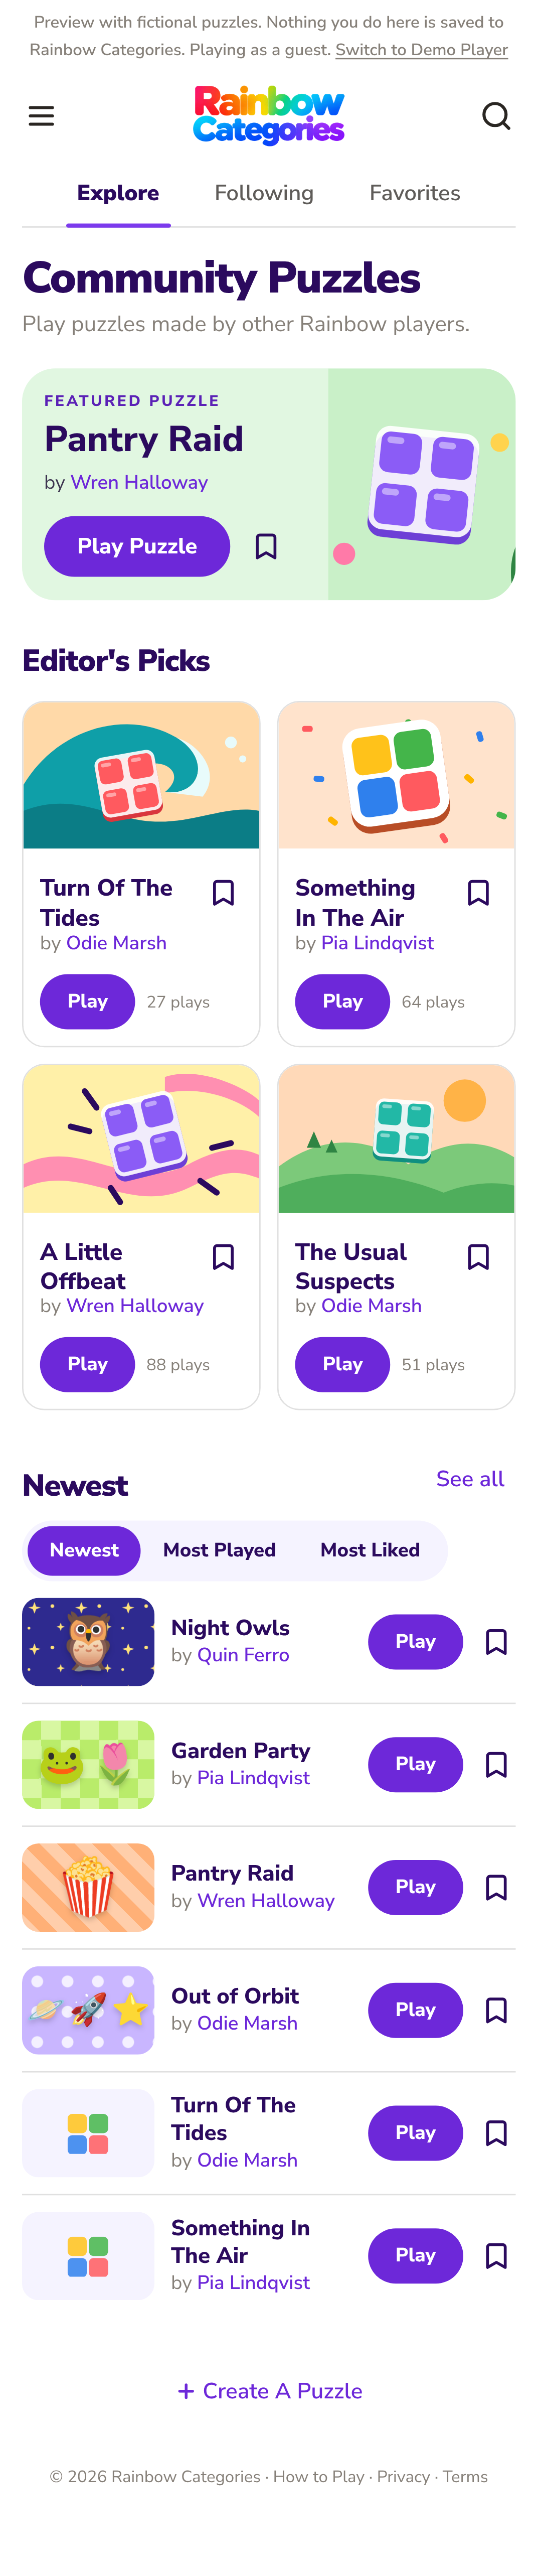 Preview with fictional puzzles. Nothing you do here is saved to
Rainbow Categories. Playing as a guest. Switch to Demo Player
Rainbow
Categories
Explore Following Favorites
Community Puzzles
Play puzzles made by other Rainbow players.
FEATURED PUZZLE
Pantry Raid
by Wren Halloway
Play Puzzle
Editor's Picks
Turn Of The
Tides
by Odie Marsh
Play 27 plays
Something
In The Air
by Pia Lindqvist
Play 64 plays
A Little
Offbeat
by Wren Halloway
Play 88 plays
The Usual
Suspects
by Odie Marsh
Play 51 plays
Newest See all
Newest Most Played Most Liked
Night Owls
by Quin Ferro
Play
Garden Party
by Pia Lindqvist
Play
Pantry Raid
by Wren Halloway
Play
Out of Orbit
by Odie Marsh
Play
Turn Of The
Tides
by Odie Marsh
Play
Something In
The Air
by Pia Lindqvist
Play
+ Create A Puzzle
© 2026 Rainbow Categories · How to Play · Privacy · Terms